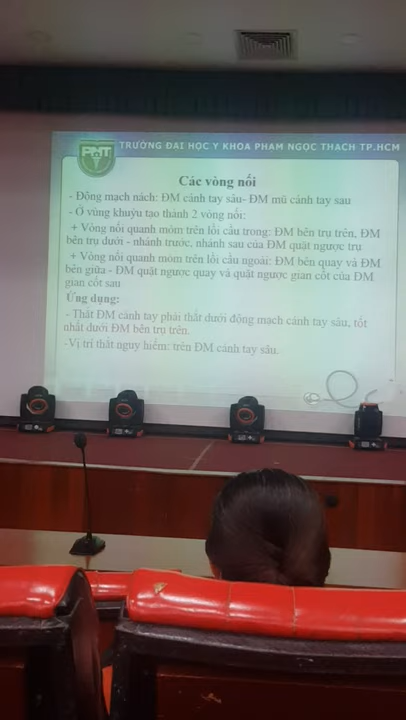 PNT
TRƯỜNG ĐẠI HỌC Y KHOA PHẠM NGỌC THẠCH TP.HCM
Các vòng nối
- Động mạch nách: ĐM cánh tay sâu- ĐM mũ cánh tay sau
- Ở vùng khuỷu tạo thành 2 vòng nối:
+ Vòng nối quanh mỏm trên lồi cầu trong: ĐM bên trụ trên, ĐM
bên trụ dưới - nhánh trước, nhánh sau của ĐM quặt ngược trụ
+ Vòng nối quanh mỏm trên lồi cầu ngoài: ĐM bên quay và ĐM
bên giữa - ĐM quặt ngược quay và quặt ngược gian cốt của ĐM
gian cốt sau
Ứng dụng:
- Thắt ĐM cánh tay phải thắt dưới động mạch cánh tay sâu, tốt
nhất dưới ĐM bên trụ trên.
-Vị trí thắt nguy hiểm: trên ĐM cánh tay sâu.